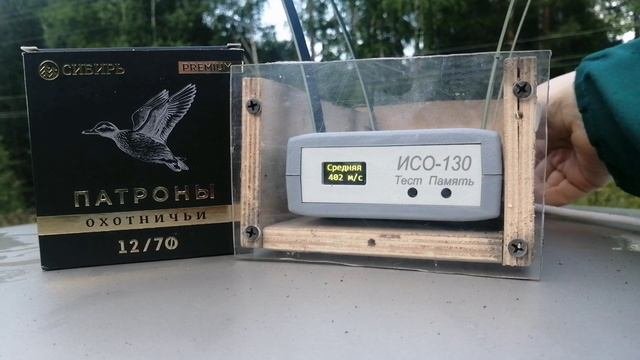 СИБИРЬ
PREMIUM
ПАТРОНЫ
ОХОТНИЧЬИ
12/70
Средняя
402 м/с
ИСО-130
Тест Память